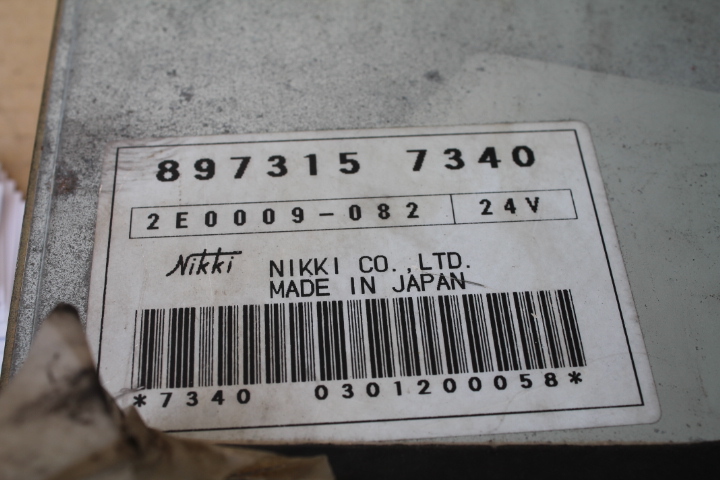 897315 7340
2E0009-082 24V
Nikki NIKKI CO.,LTD.
MADE IN JAPAN
*7340 0301200058*